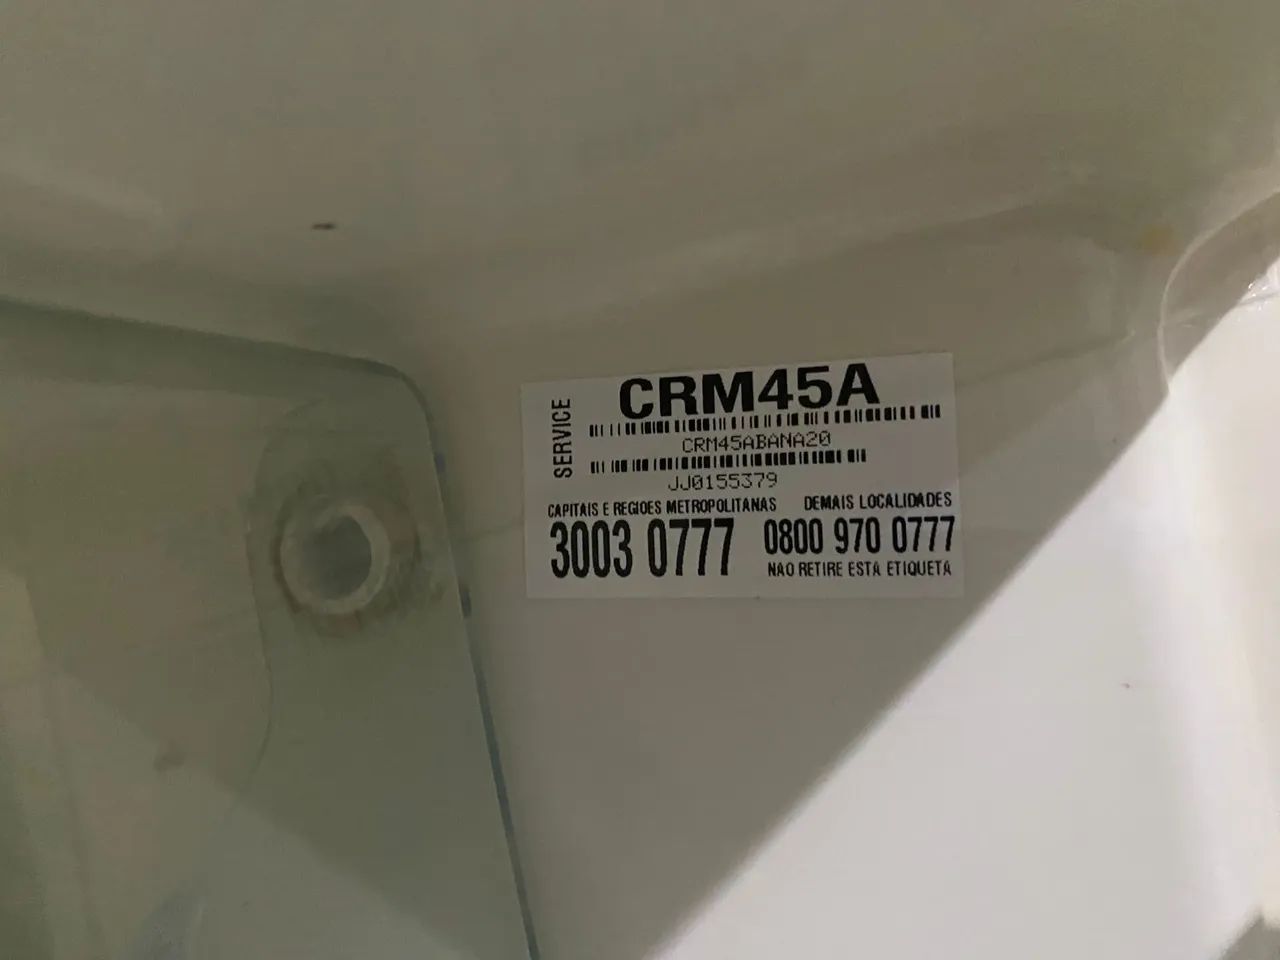 SERVICE
CRM45A
CRM45ABANA20
JJ0155379
CAPITAIS E REGIOES METROPOLITANAS DEMAIS LOCALIDADES
3003 0777 0800 970 0777
NAO RETIRE ESTA ETIQUETA